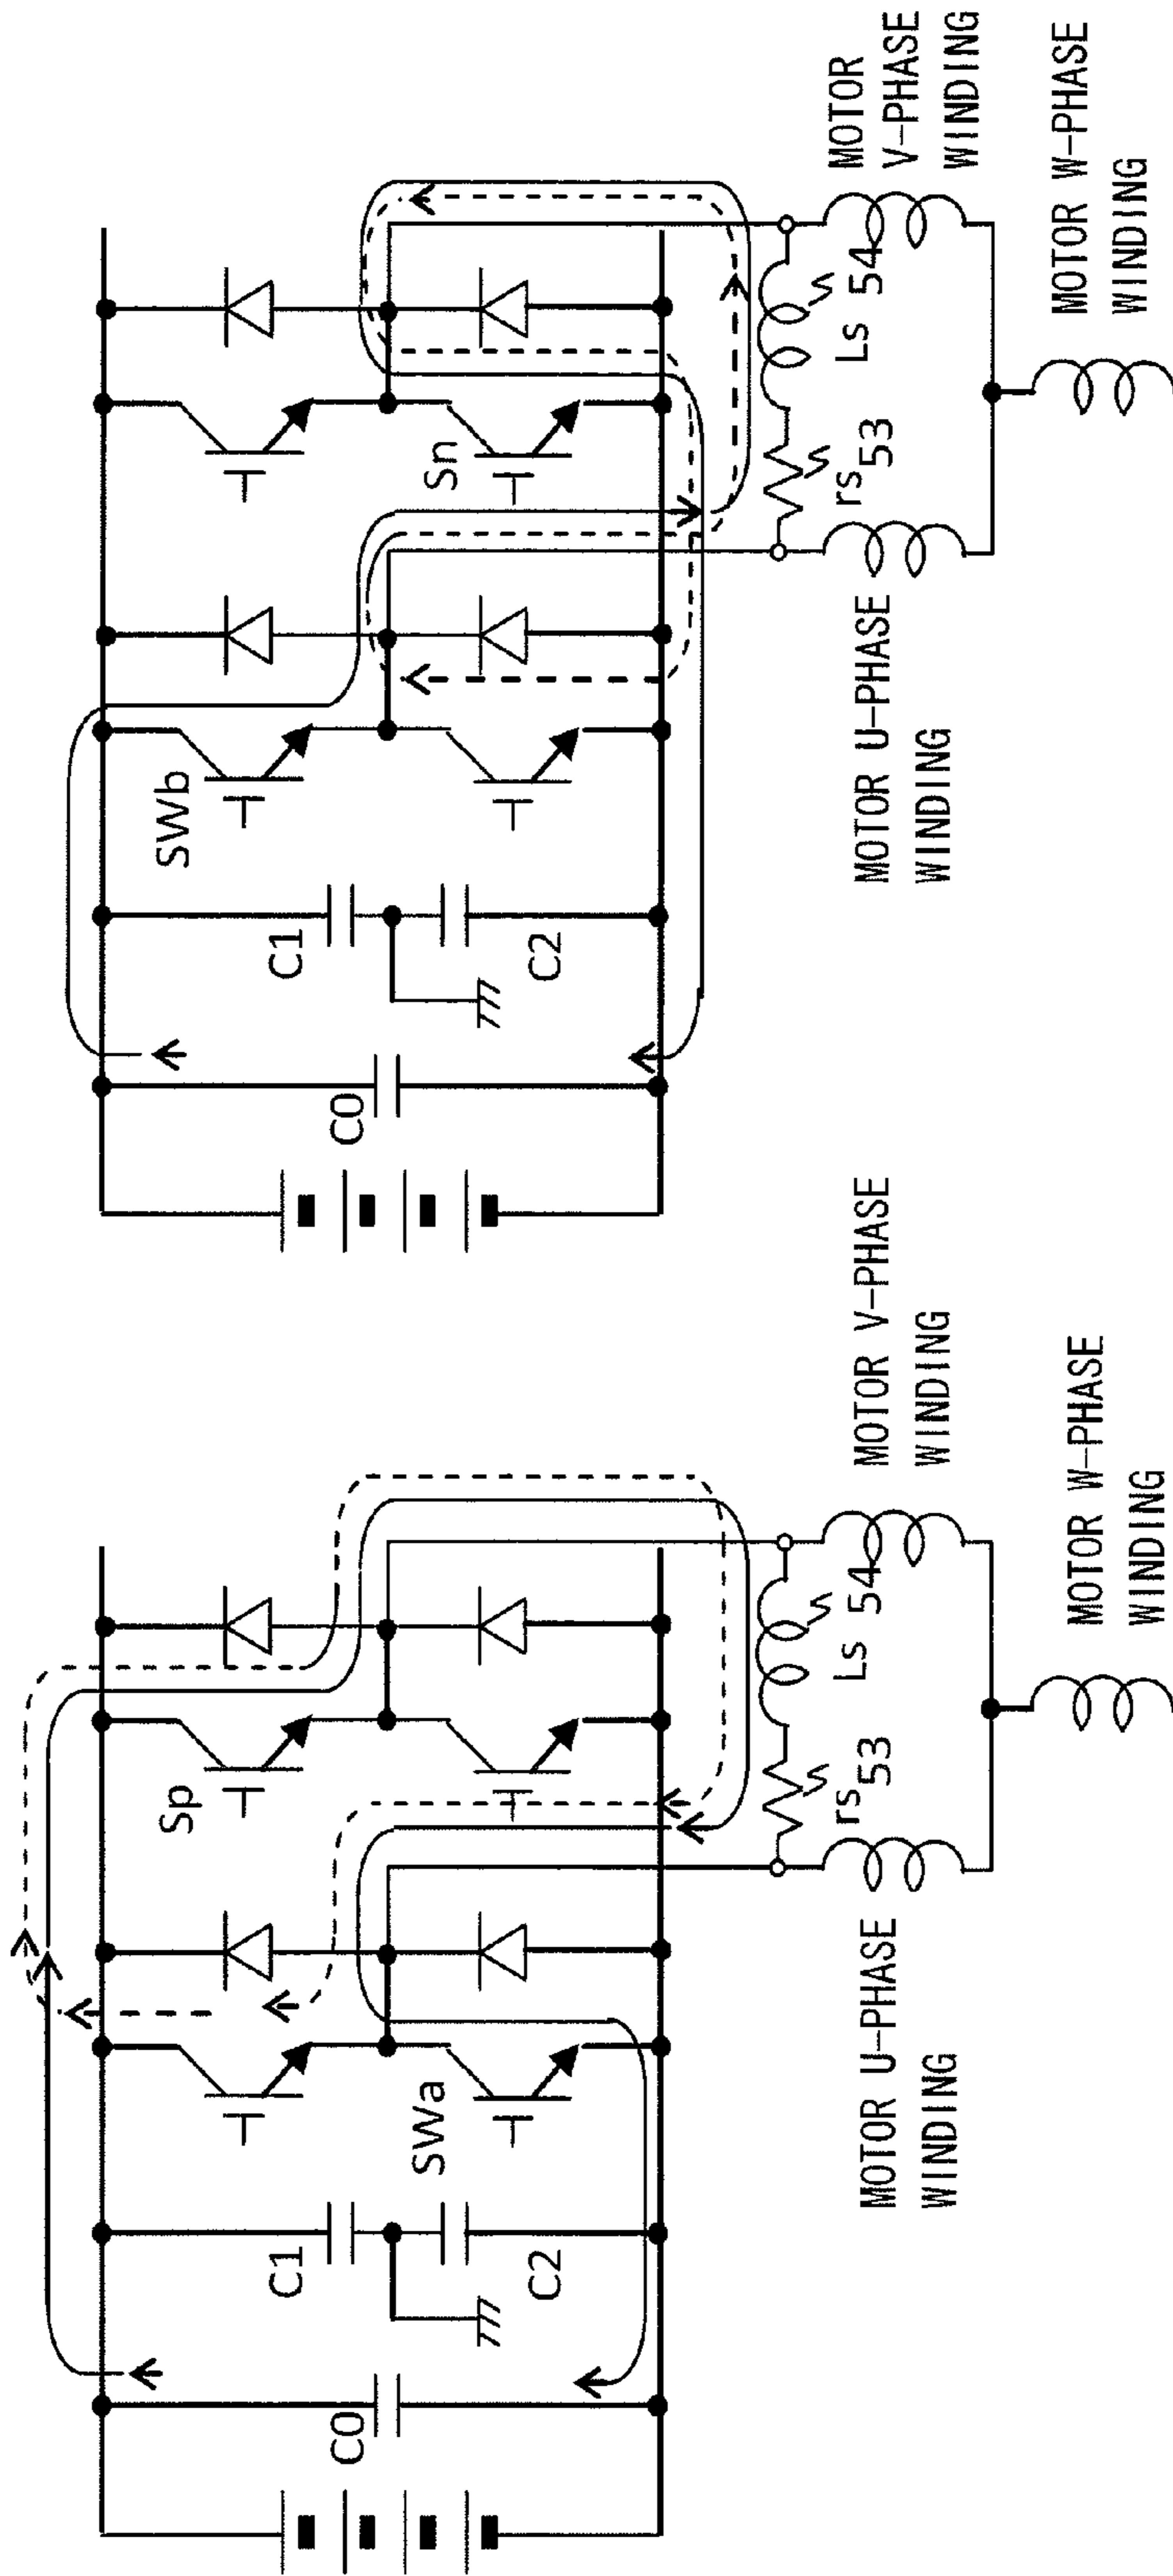 C0
C1
C2
SWa
Sp
rs
53
Ls
54
MOTOR U-PHASE
WINDING
MOTOR V-PHASE
WINDING
MOTOR W-PHASE
WINDING
C0
C1
C2
SWb
Sn
rs
53
Ls
54
MOTOR U-PHASE
WINDING
MOTOR
V-PHASE
WINDING
MOTOR W-PHASE
WINDING